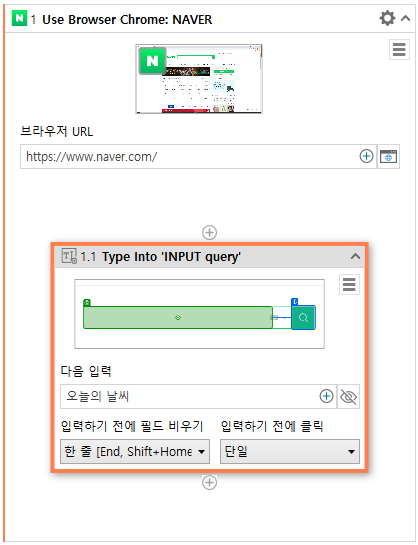 N 1 Use Browser Chrome: NAVER
N
브라우저 URL
https://www.naver.com/
1.1 Type Into 'INPUT query'
다음 입력
오늘의 날씨
입력하기 전에 필드 비우기 입력하기 전에 클릭
한 줄 [End, Shift+Home 단일